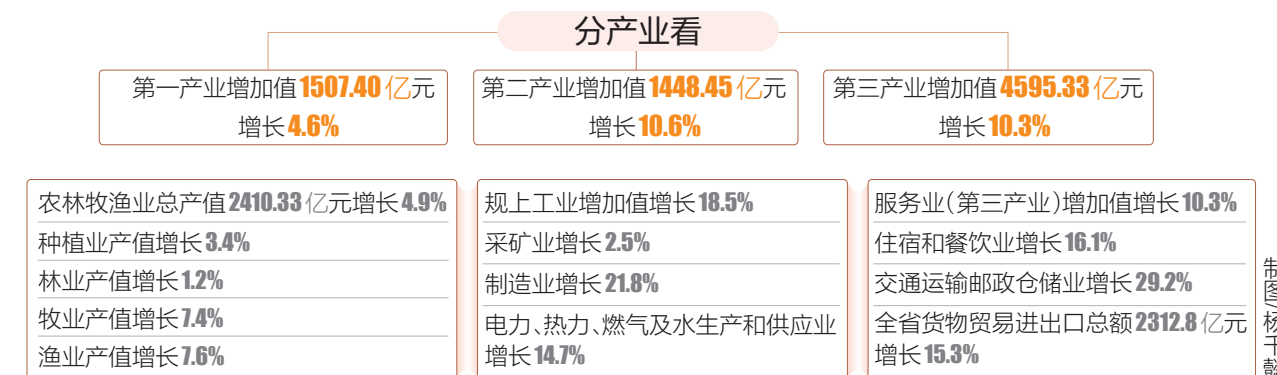 分产业看
第一产业增加值1507.40亿元
增长4.6%
第二产业增加值1448.45亿元
增长10.6%
第三产业增加值4595.33亿元
增长10.3%
农林牧渔业总产值2410.33亿元增长4.9%
种植业产值增长3.4%
林业产值增长1.2%
牧业产值增长7.4%
渔业产值增长7.6%
规上工业增加值增长18.5%
采矿业增长2.5%
制造业增长21.8%
电力、热力、燃气及水生产和供应业
增长14.7%
服务业（第三产业）增加值增长10.3%
住宿和餐饮业增长16.1%
交通运输邮政仓储业增长29.2%
全省货物贸易进出口总额2312.8亿元
增长15.3%
制图/杨千懿